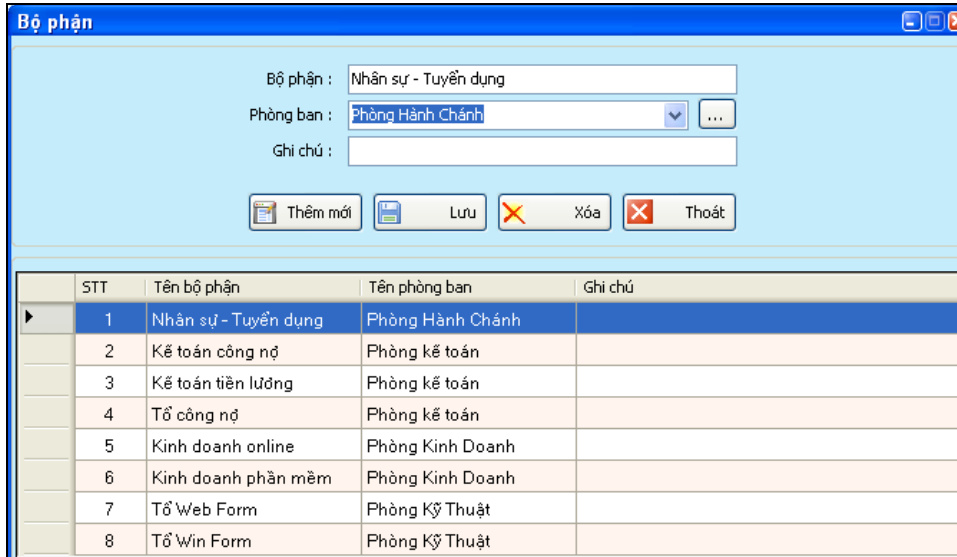 Bộ phận
Bộ phận : Nhân sự - Tuyển dụng
Phòng ban : Phòng Hành Chánh ...
Ghi chú :
Thêm mới Lưu Xóa Thoát
STT Tên bộ phận Tên phòng ban Ghi chú
1 Nhân sự - Tuyển dụng Phòng Hành Chánh
2 Kế toán công nợ Phòng kế toán
3 Kế toán tiền lương Phòng kế toán
4 Tổ công nợ Phòng kế toán
5 Kinh doanh online Phòng Kinh Doanh
6 Kinh doanh phần mềm Phòng Kinh Doanh
7 Tổ Web Form Phòng Kỹ Thuật
8 Tổ Win Form Phòng Kỹ Thuật